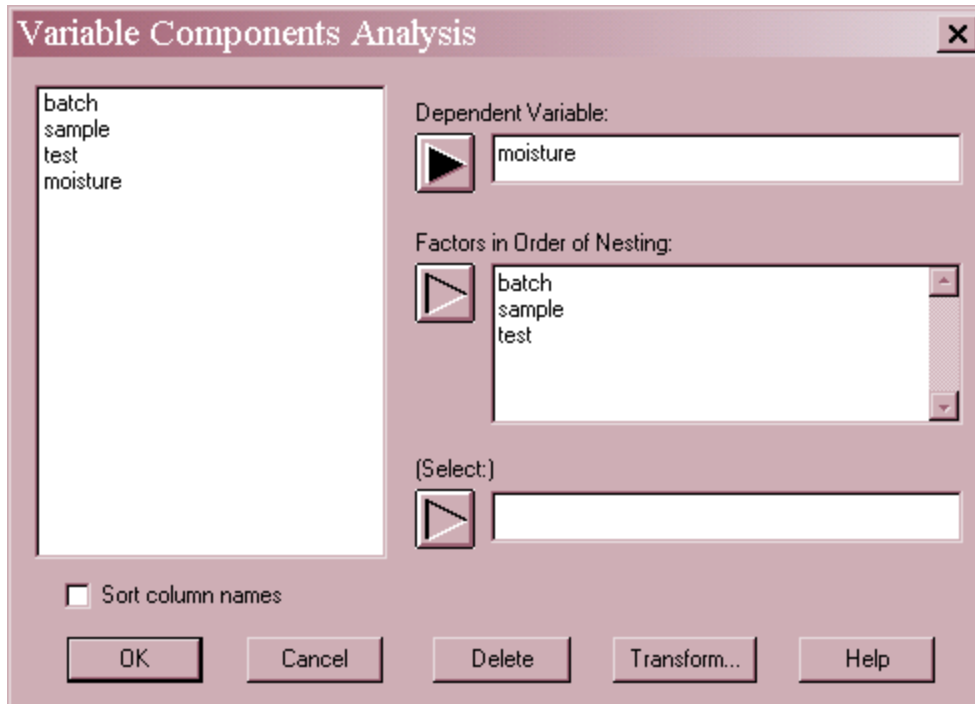 Variable Components Analysis
batch
sample
test
moisture
Dependent Variable:
moisture
Factors in Order of Nesting:
batch
sample
test
(Select:)
Sort column names
OK
Cancel
Delete
Transform...
Help